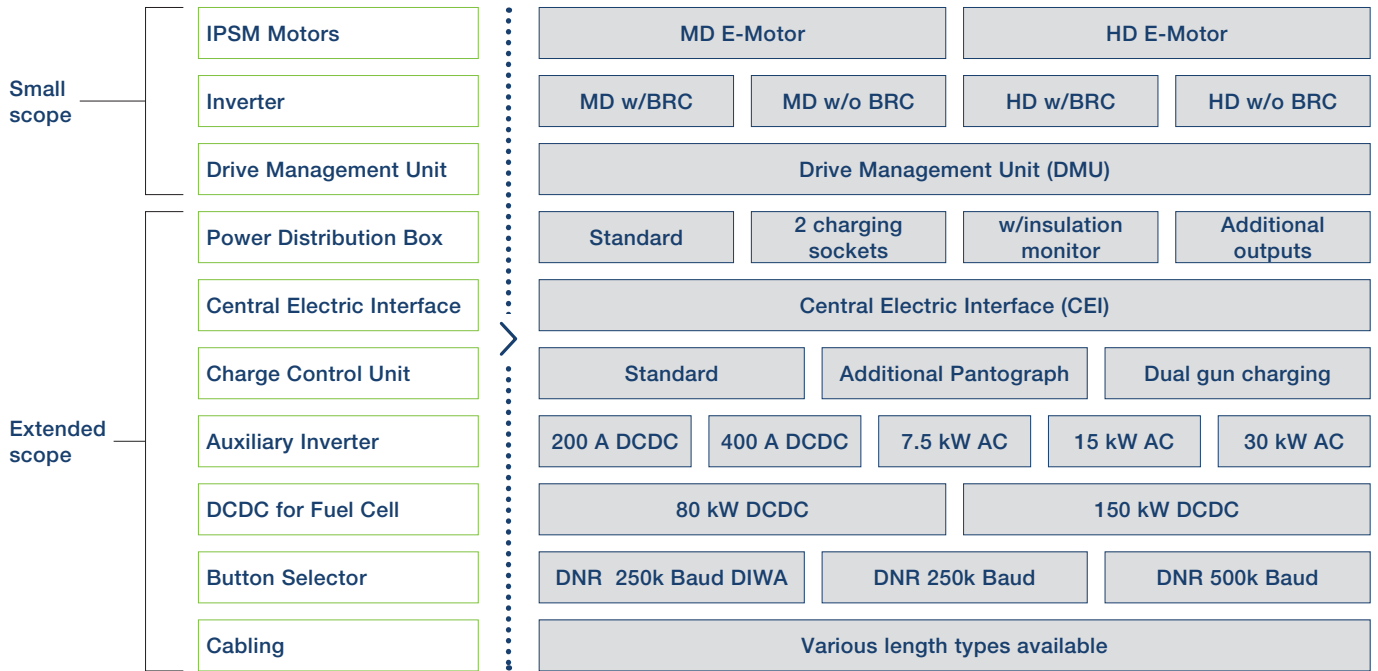 Small
scope
IPSM Motors
MD E-Motor
HD E-Motor
Inverter
MD w/BRC
MD w/o BRC
HD w/BRC
HD w/o BRC
Drive Management Unit
Drive Management Unit (DMU)
Extended
scope
Power Distribution Box
Standard
2 charging
sockets
w/insulation
monitor
Additional
outputs
Central Electric Interface
Central Electric Interface (CEI)
Charge Control Unit
Standard
Additional Pantograph
Dual gun charging
Auxiliary Inverter
200 A DCDC
400 A DCDC
7.5 kW AC
15 kW AC
30 kW AC
DCDC for Fuel Cell
80 kW DCDC
150 kW DCDC
Button Selector
DNR  250k Baud DIWA
DNR 250k Baud
DNR 500k Baud
Cabling
Various length types available